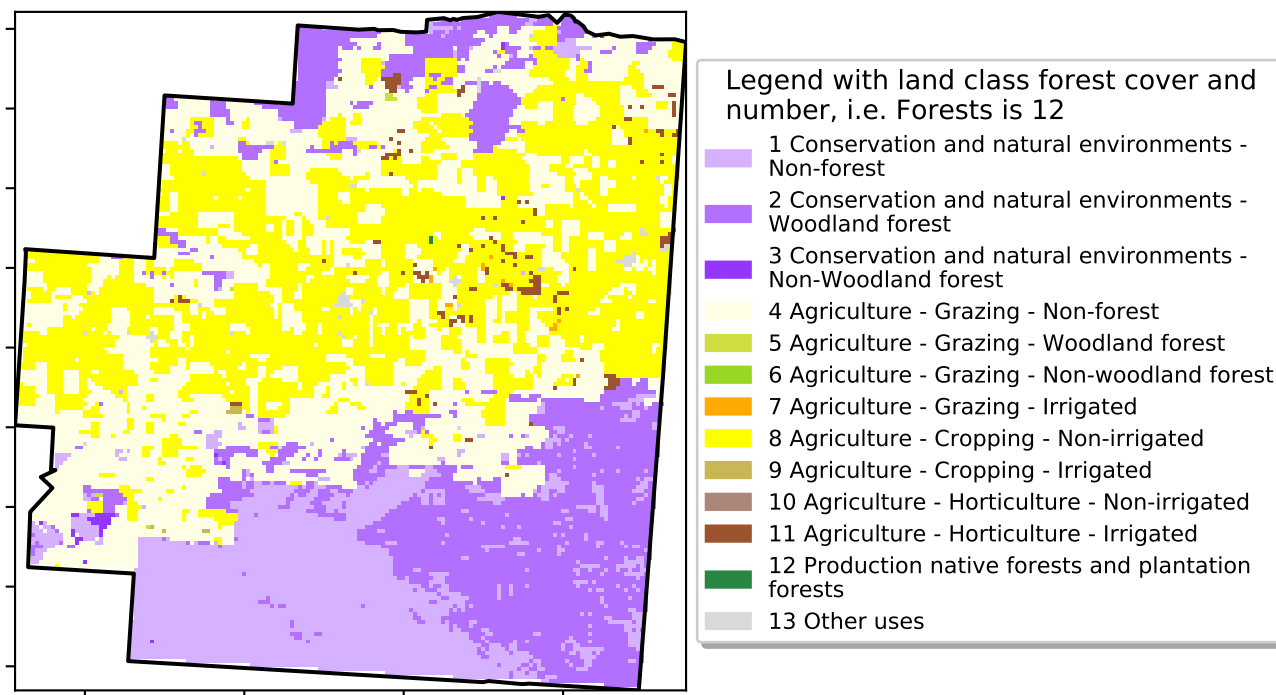 Legend with land class forest cover and
number, i.e. Forests is 12
1 Conservation and natural environments -
Non-forest
2 Conservation and natural environments -
Woodland forest
3 Conservation and natural environments -
Non-Woodland forest
4 Agriculture - Grazing - Non-forest
5 Agriculture - Grazing - Woodland forest
6 Agriculture - Grazing - Non-woodland forest
7 Agriculture - Grazing - Irrigated
8 Agriculture - Cropping - Non-irrigated
9 Agriculture - Cropping - Irrigated
10 Agriculture - Horticulture - Non-irrigated
11 Agriculture - Horticulture - Irrigated
12 Production native forests and plantation
forests
13 Other uses